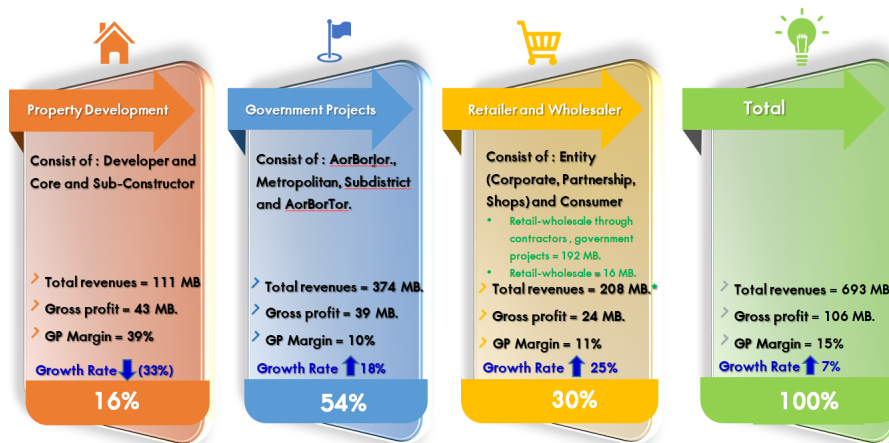 Property Development
Consist of : Developer and
Core and Sub-Constructor
Total revenues = 111 MB
Gross profit = 43 MB.
GP Margin = 39%
Growth Rate (33%)
16%
Government Projects
Consist of : AorBorJor.,
Metropolitan, Subdistrict
and AorBorTor.
Total revenues = 374 MB.
Gross profit = 39 MB.
GP Margin = 10%
Growth Rate 18%
54%
Retailer and Wholesaler
Consist of : Entity
(Corporate, Partnership,
Shops) and Consumer
• Retail-wholesale through
contractors , government
projects = 192 MB.
• Retail-wholesale = 16 MB.
Total revenues = 208 MB.*
Gross profit = 24 MB.
GP Margin = 11%
Growth Rate 25%
30%
Total
Total revenues = 693 MB
Gross profit = 106 MB.
GP Margin = 15%
Growth Rate 7%
100%